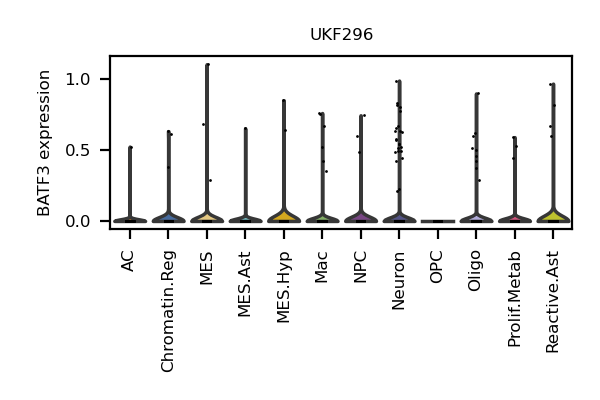 UKF296
BATF3 expression
1.0
0.5
0.0
AC
Chromatin.Reg
MES
MES.Ast
MES.Hyp
Mac
NPC
Neuron
OPC
Oligo
Prolif.Metab
Reactive.Ast